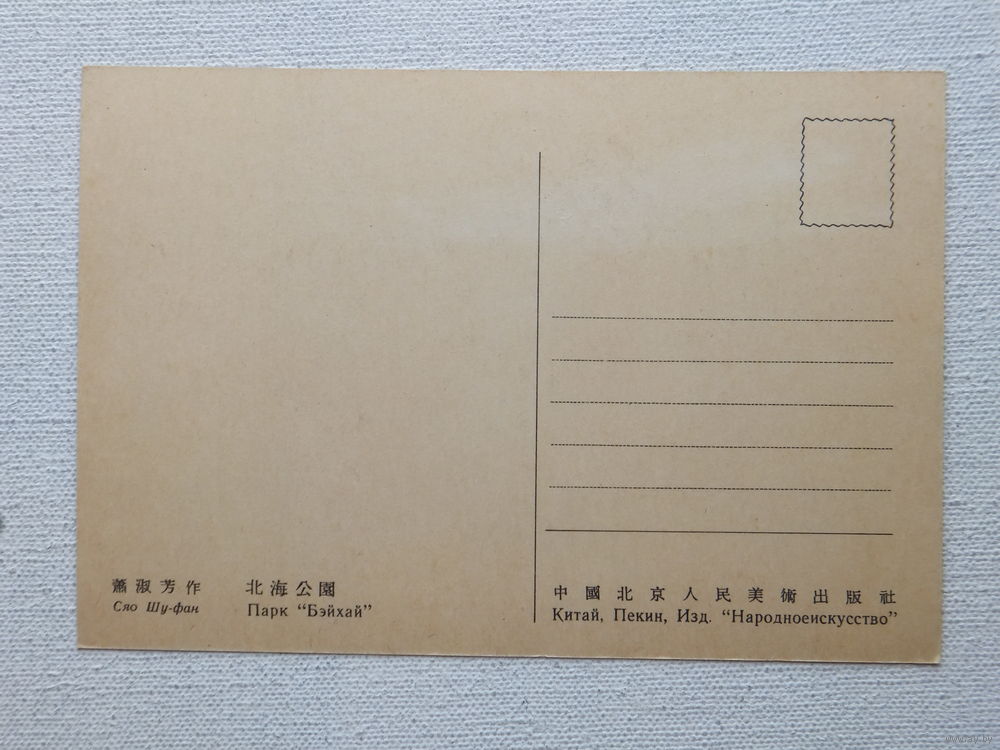 蕭淑芳作
Сяо Шу-фан
北海公園
Парк “Бэйхай”
中國北京人民美術出版社
Китай, Пекин, Изд. “Народноеискусство”